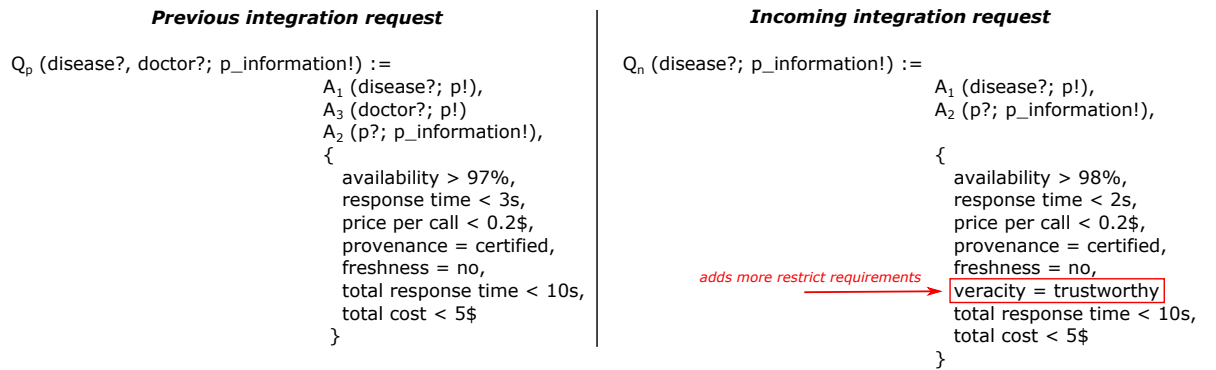 Previous integration request
Qp (disease?, doctor?; p_information!) :=
A1 (disease?; p!),
A3 (doctor?; p!)
A2 (p?; p_information!),
{
availability > 97%,
response time < 3s,
price per call < 0.2$,
provenance = certified,
freshness = no,
total response time < 10s,
total cost < 5$
}
Incoming integration request
Qn (disease?; p_information!) :=
A1 (disease?; p!),
A2 (p?; p_information!),
{
availability > 98%,
response time < 2s,
price per call < 0.2$,
provenance = certified,
freshness = no,
adds more restrict requirements
veracity = trustworthy
total response time < 10s,
total cost < 5$
}